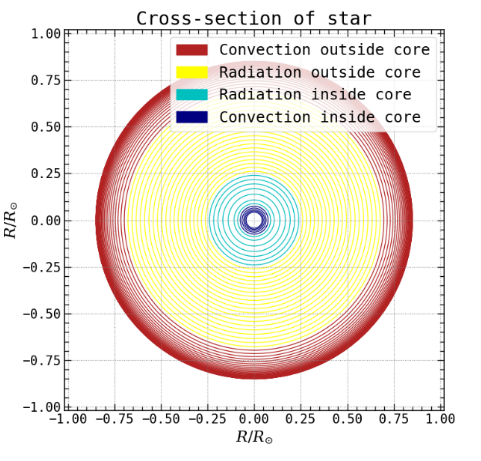 Cross-section of star
Convection outside core
Radiation outside core
Radiation inside core
Convection inside core
1.00
0.75
0.50
0.25
0.00
−0.25
−0.50
−0.75
−1.00
R/R☉
−1.00 −0.75 −0.50 −0.25 0.00 0.25 0.50 0.75 1.00
R/R☉